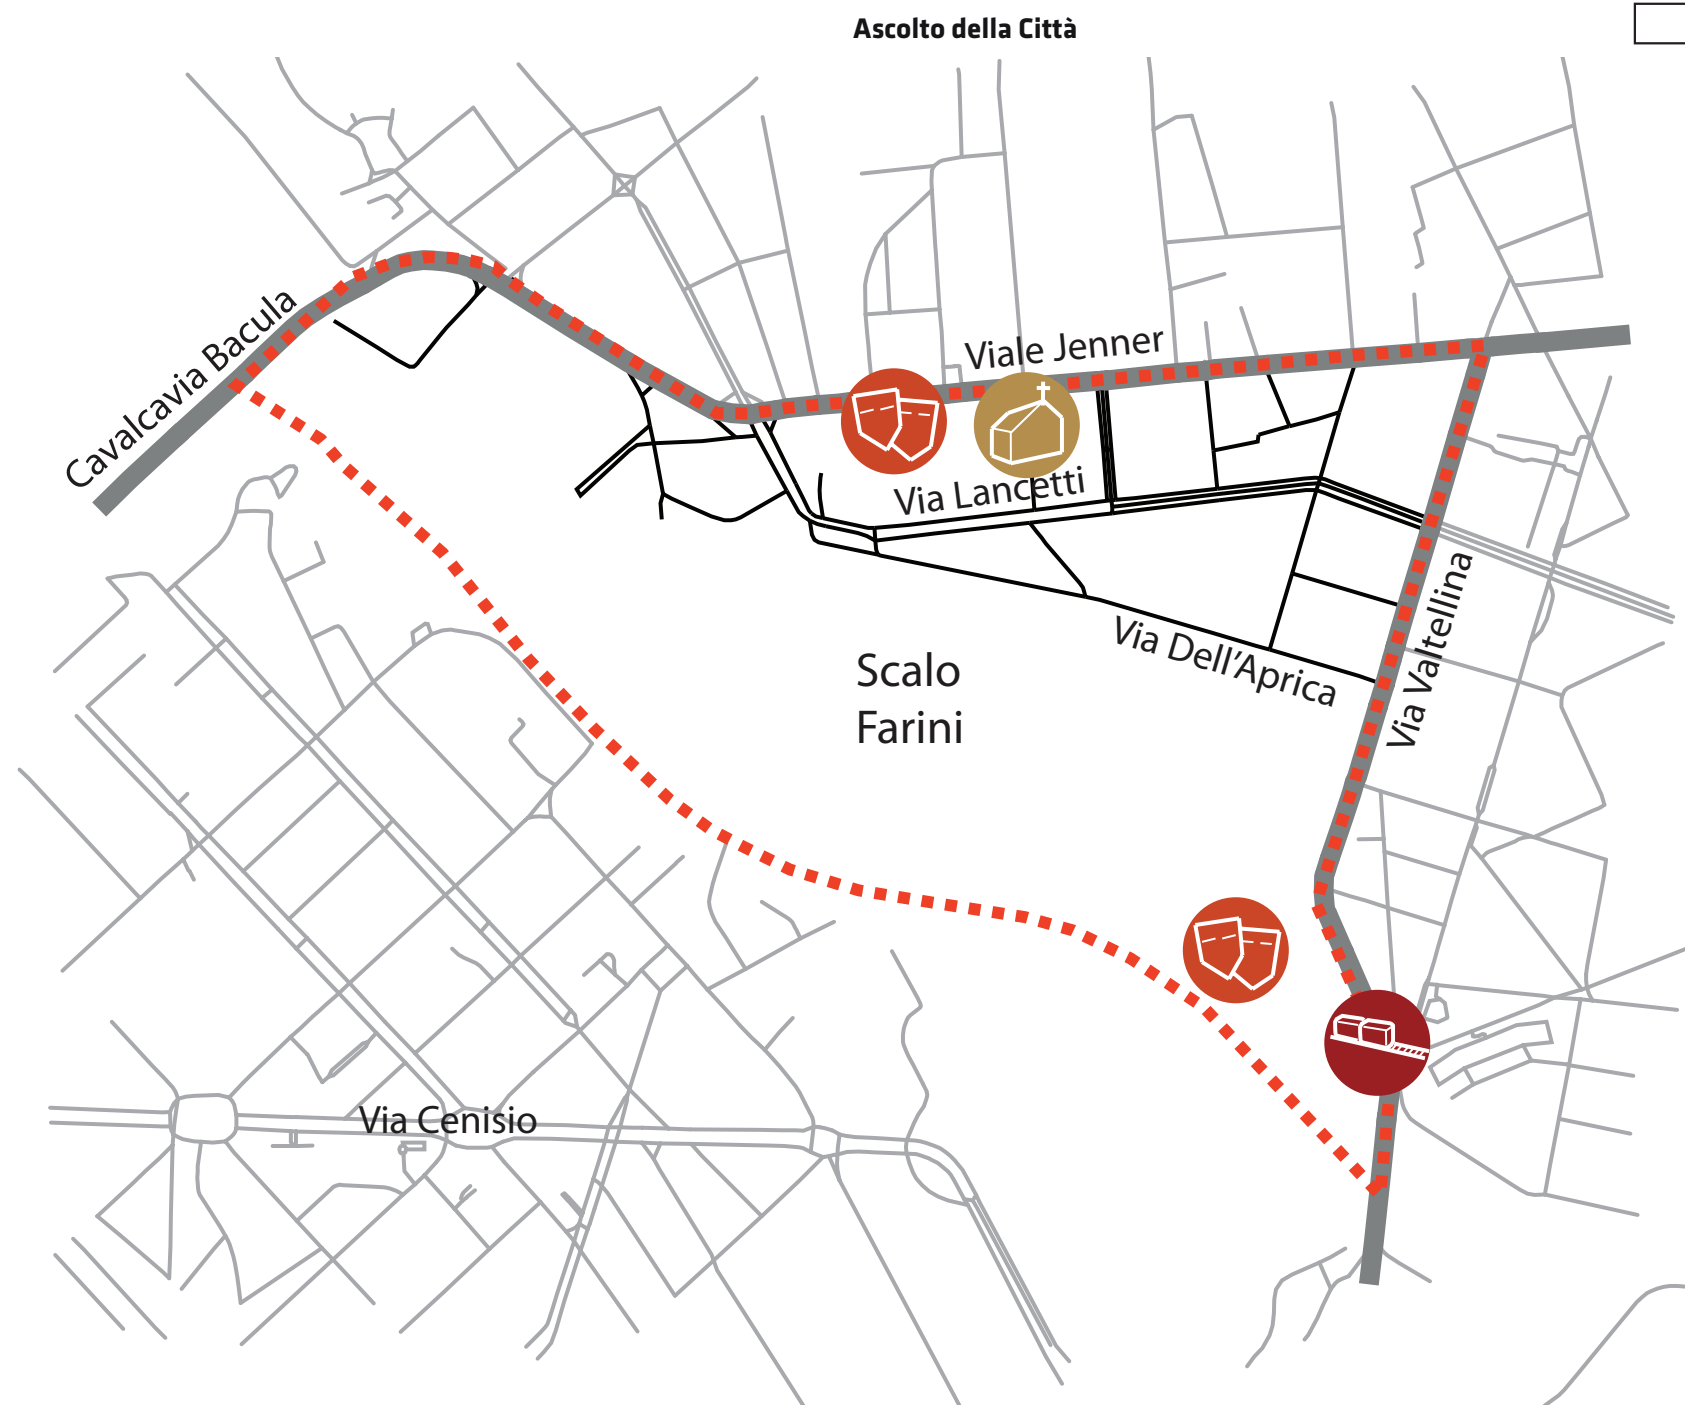 Ascolto della Città
Cavalcavia Bacula
Viale Jenner
Via Lancetti
Via Dell’Aprica
Via Valtellina
Scalo
Farini
Via Cenisio